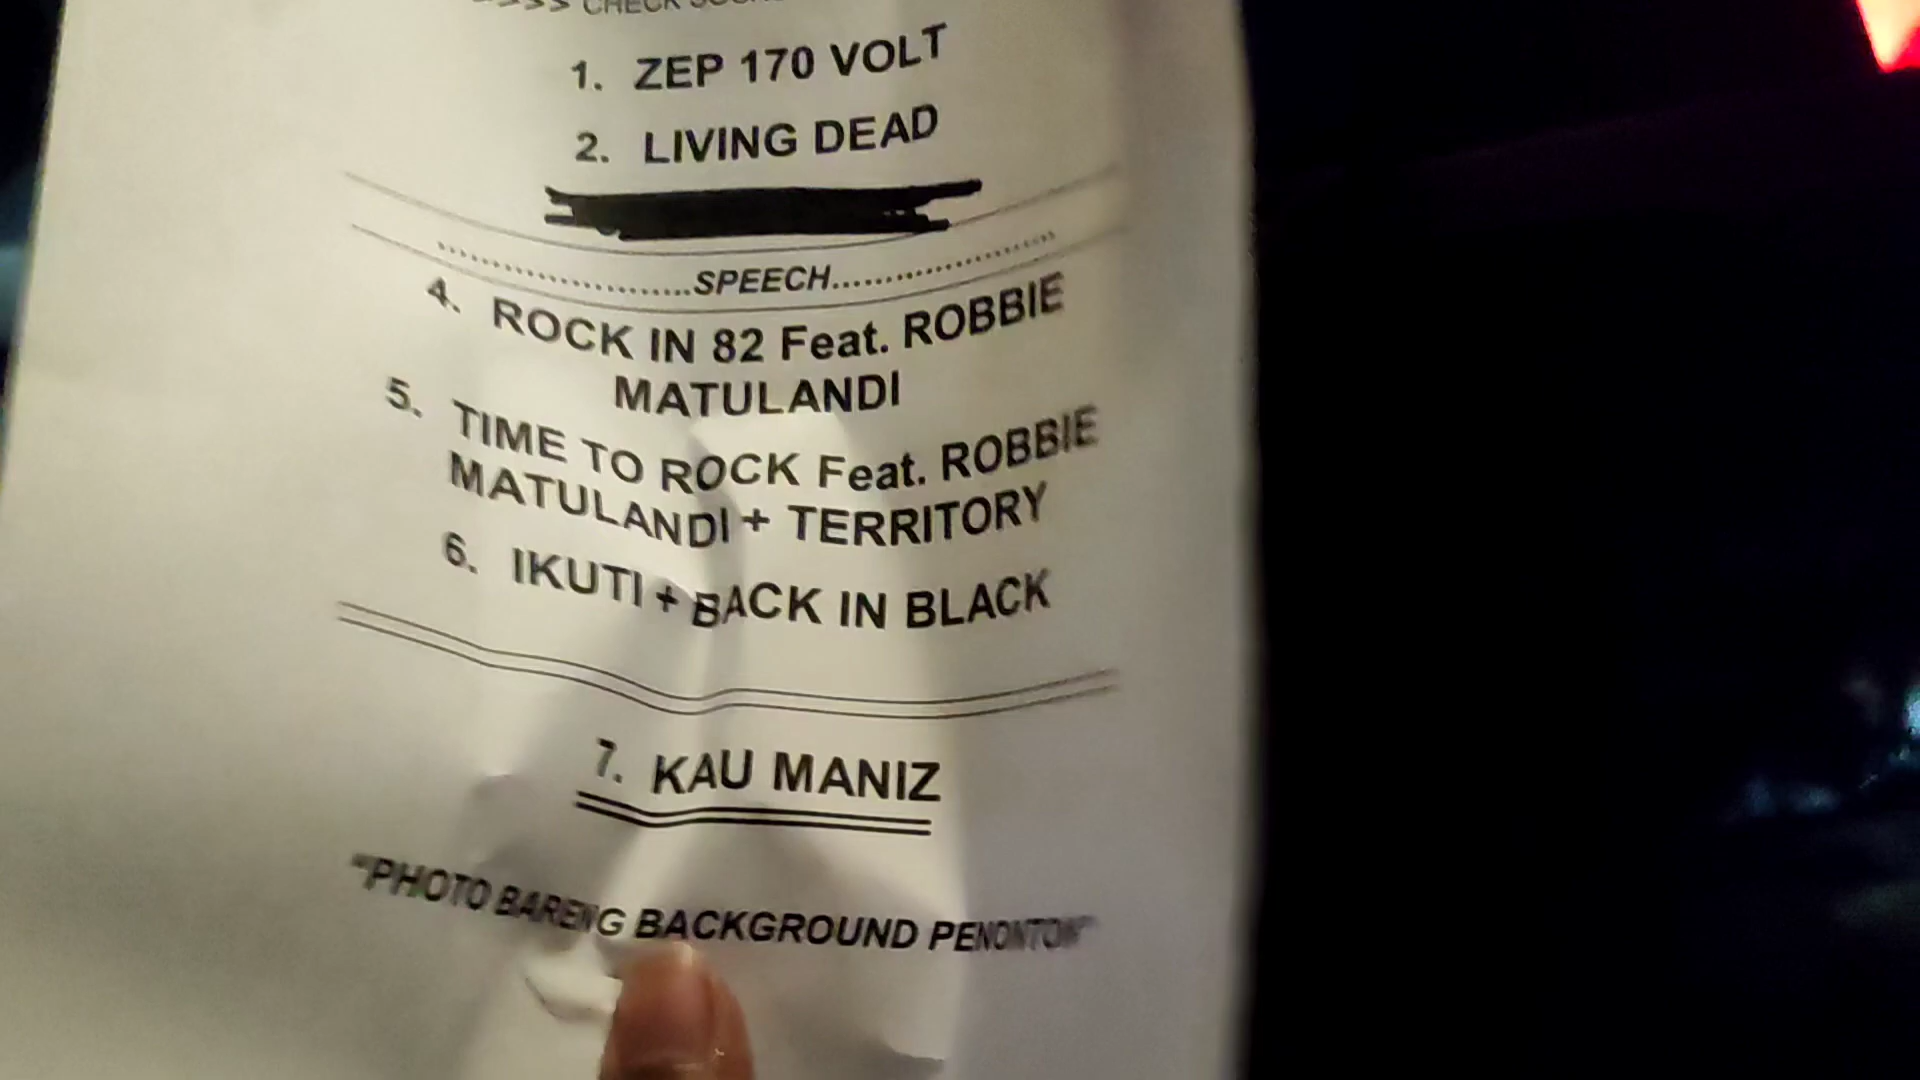 >>>> CHECK
1. ZEP 170 VOLT
2. LIVING DEAD
SPEECH
4. ROCK IN 82 Feat. ROBBIE
MATULANDI
5. TIME TO ROCK Feat. ROBBIE
MATULANDI + TERRITORY
6. IKUTI + BACK IN BLACK
7. KAU MANIZ
"PHOTO BARENG BACKGROUND PENONTON"